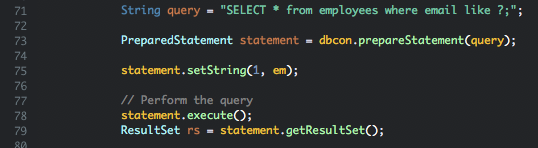 71 String query = "SELECT * from employees where email like ?;";
72
73 PreparedStatement statement = dbcon.prepareStatement(query);
74
75 statement.setString(1, em);
76
77 // Perform the query
78 statement.execute();
79 ResultSet rs = statement.getResultSet();
80